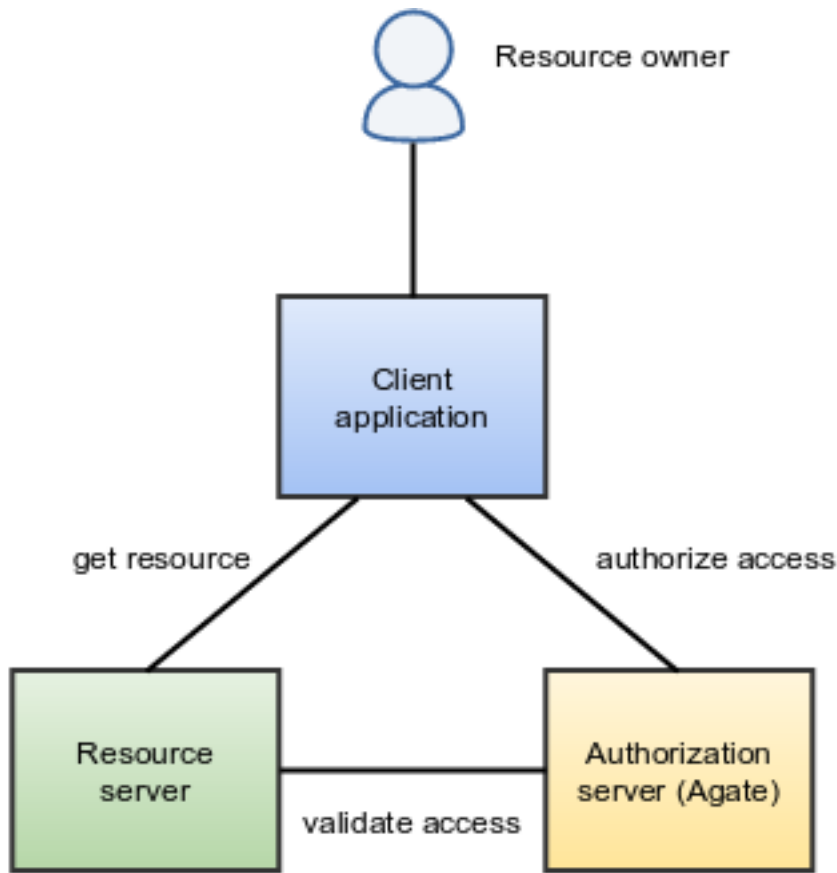 Resource owner
Client
application
get resource
authorize access
Resource
server
Authorization
server (Agate)
validate access